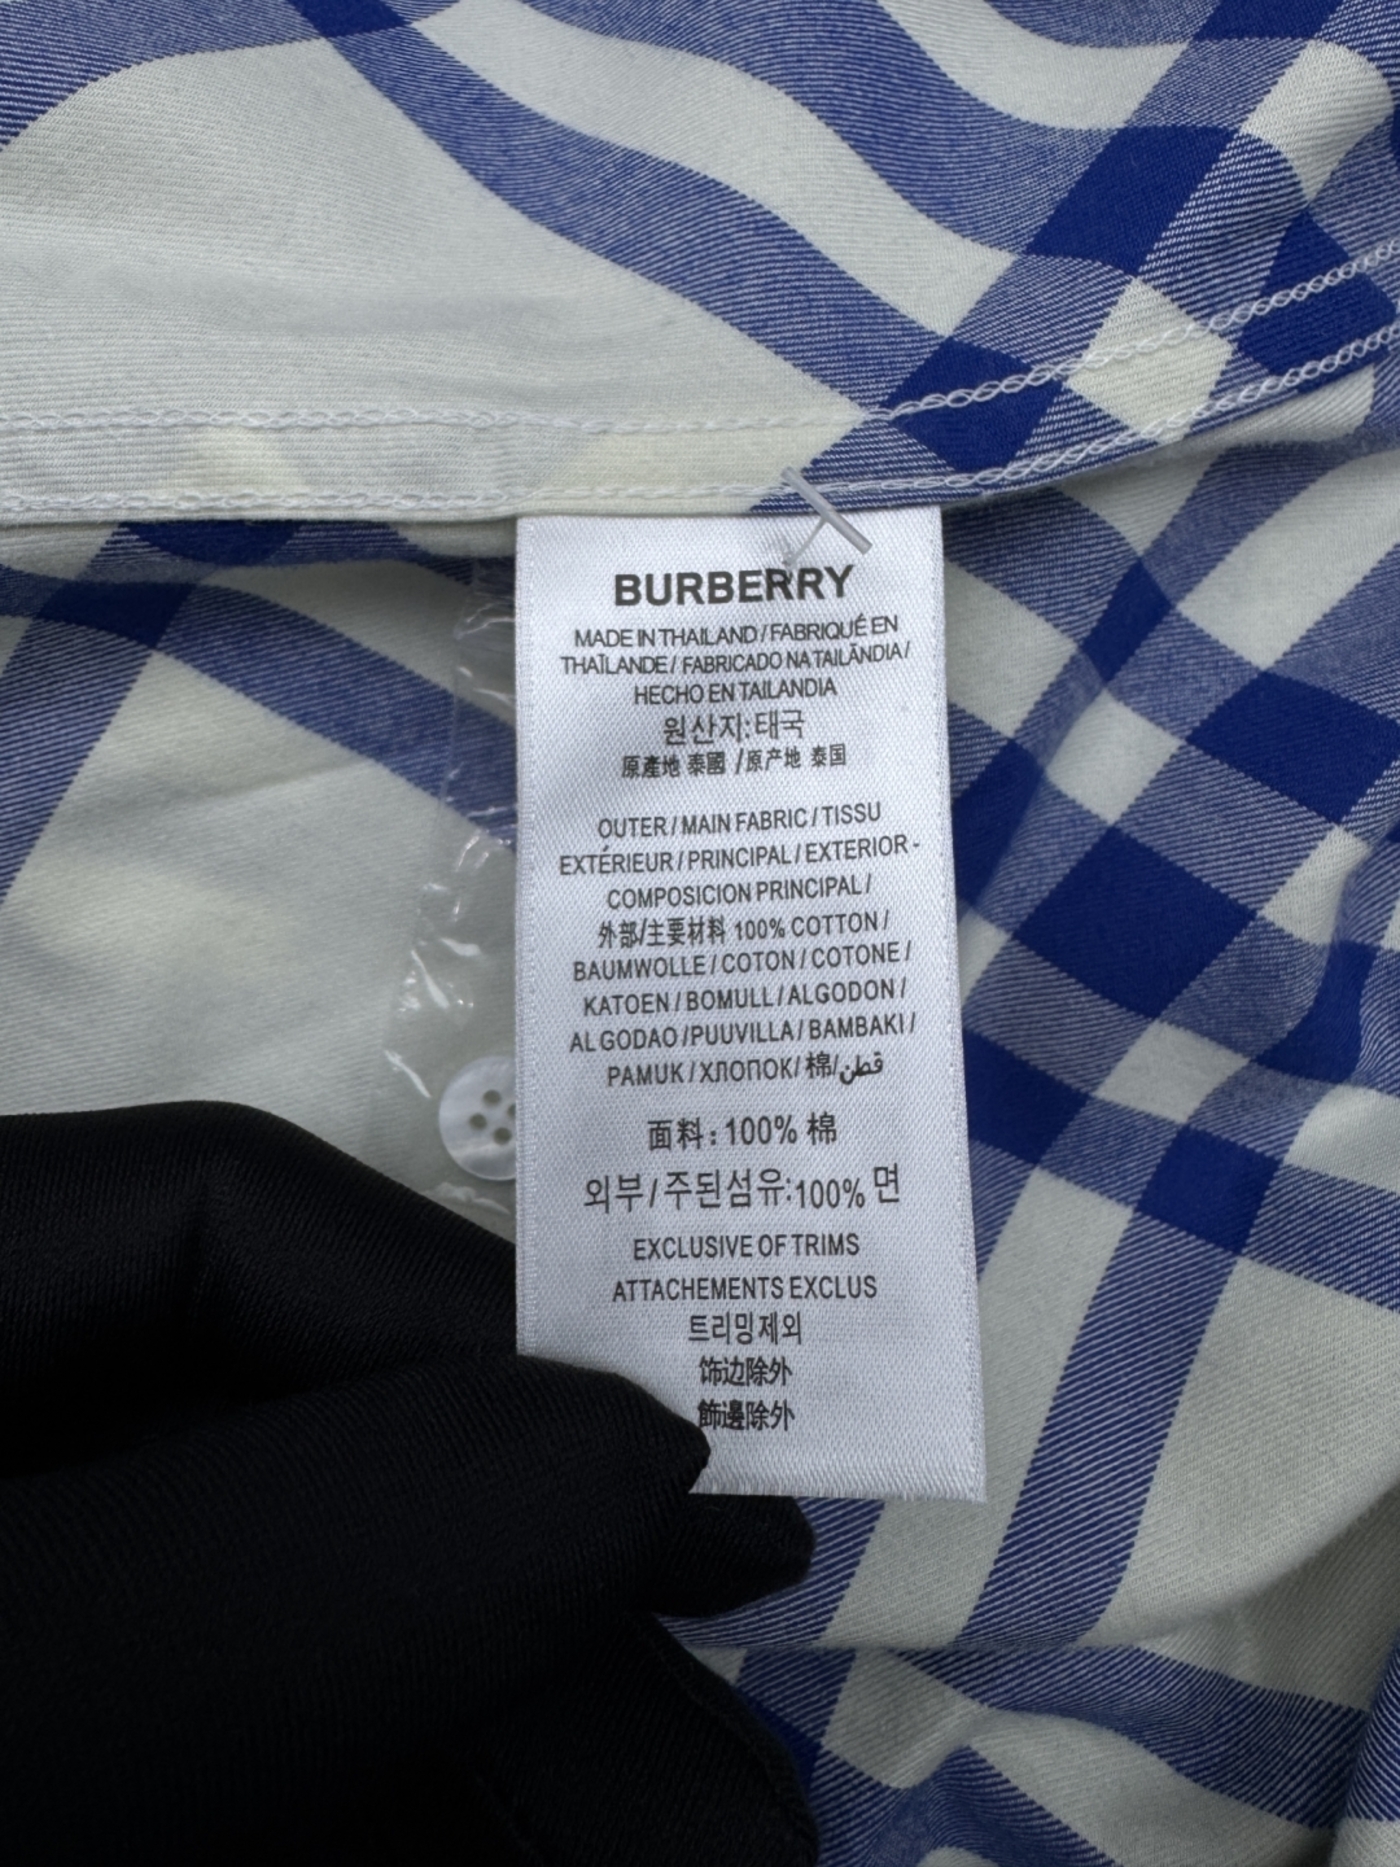 BURBERRY
MADE IN THAILAND / FABRIQUÉ EN
THAÏLANDE / FABRICADO NA TAILÂNDIA /
HECHO EN TAILANDIA
원산지:태국
原產地 泰國 /原产地 泰国
OUTER / MAIN FABRIC / TISSU
EXTÉRIEUR / PRINCIPAL / EXTERIOR -
COMPOSICION PRINCIPAL /
外部/主要材料 100% COTTON /
BAUMWOLLE / COTON / COTONE /
KATOEN / BOMULL / ALGODON /
ALGODAO / PUUVILLA / BAMBAKI /
PAMUK / ХЛОПОК/ 棉/قطن
面料：100% 棉
외부 / 주된섬유:100% 면
EXCLUSIVE OF TRIMS
ATTACHEMENTS EXCLUS
트리밍제외
饰边除外
飾邊除外